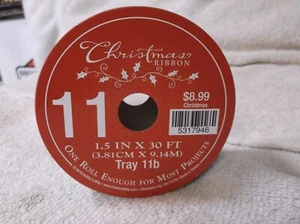 Christmas
RIBBON
11
$8.99
Christmas
5317946
1.5 IN X 30 FT
(3.81CM X 9.14M)
Tray 11b
ONE ROLL ENOUGH FOR MOST PROJECTS